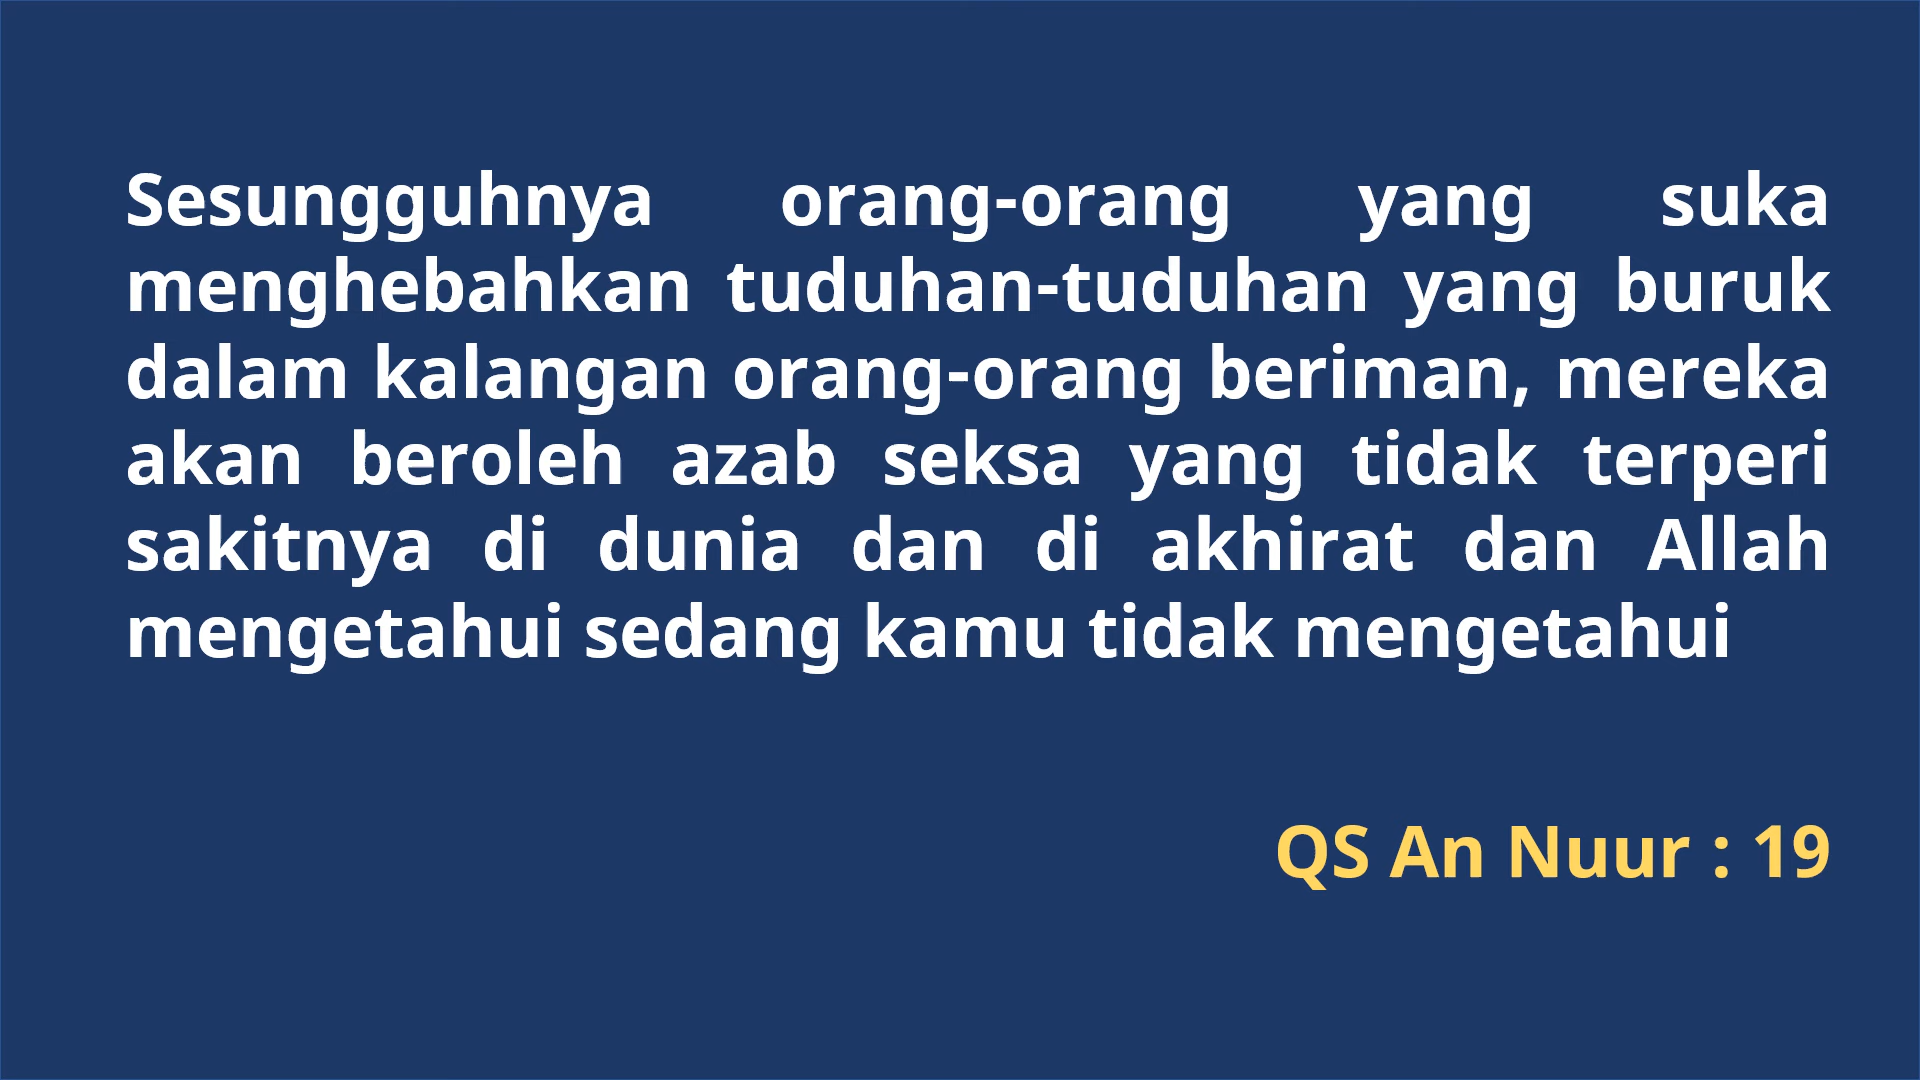 Sesungguhnya orang-orang yang suka
menghebahkan tuduhan-tuduhan yang buruk
dalam kalangan orang-orang beriman, mereka
akan beroleh azab seksa yang tidak terperi
sakitnya di dunia dan di akhirat dan Allah
mengetahui sedang kamu tidak mengetahui
QS An Nuur : 19